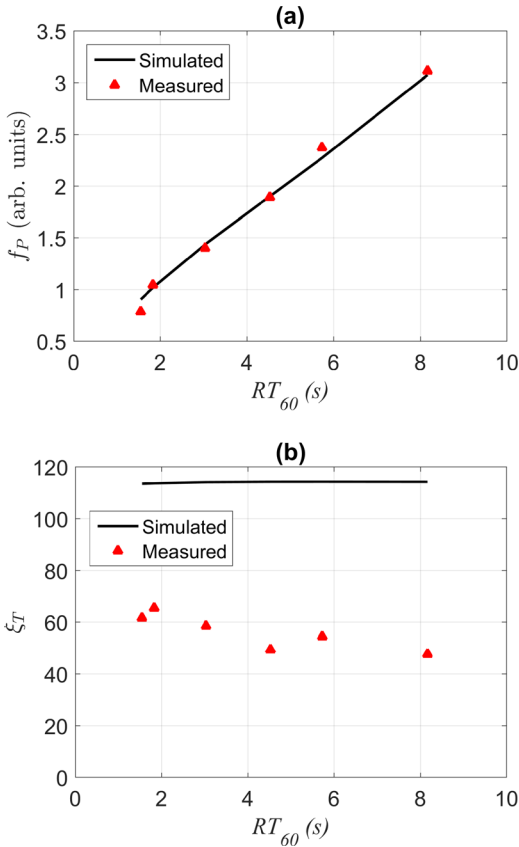 (a)
3.5
3
2.5
2
1.5
1
0.5
f_P (arb. units)
Simulated
Measured
0 2 4 6 8 10
RT_60 (s)
(b)
120
100
80
60
40
20
0
ξ_T
Simulated
Measured
0 2 4 6 8 10
RT_60 (s)